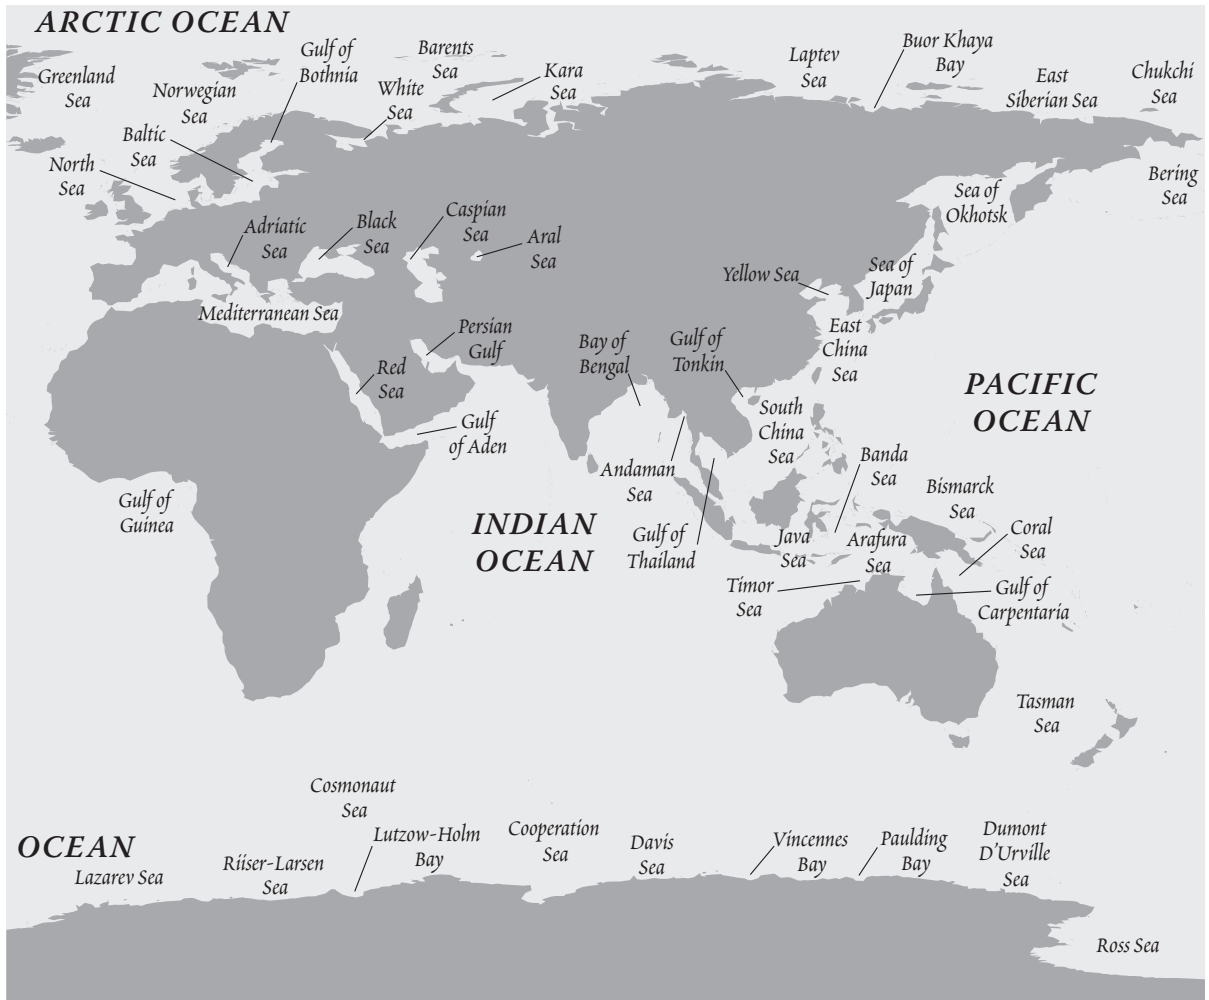 ARCTIC OCEAN
Greenland
Sea
Norwegian
Sea
Gulf of
Bothnia
Barents
Sea
White
Sea
Kara
Sea
Laptev
Sea
Buor Khaya
Bay
East
Siberian Sea
Chukchi
Sea
Baltic
Sea
North
Sea
Bering
Sea
Sea of
Okhotsk
Adriatic
Sea
Black
Sea
Caspian
Sea
Aral
Sea
Yellow Sea
Sea of
Japan
Mediterranean Sea
Persian
Gulf
Red
Sea
Gulf
of Aden
Bay of
Bengal
Gulf of
Tonkin
East
China
Sea
PACIFIC
OCEAN
South
China
Sea
Andaman
Sea
Banda
Sea
Bismarck
Sea
Gulf of
Guinea
INDIAN
OCEAN
Gulf of
Thailand
Java
Sea
Arafura
Sea
Coral
Sea
Timor
Sea
Gulf of
Carpentaria
Tasman
Sea
Cosmonaut
Sea
OCEAN
Lazarev Sea
Riiser-Larsen
Sea
Lutzow-Holm
Bay
Cooperation
Sea
Davis
Sea
Vincennes
Bay
Paulding
Bay
Dumont
D'Urville
Sea
Ross Sea